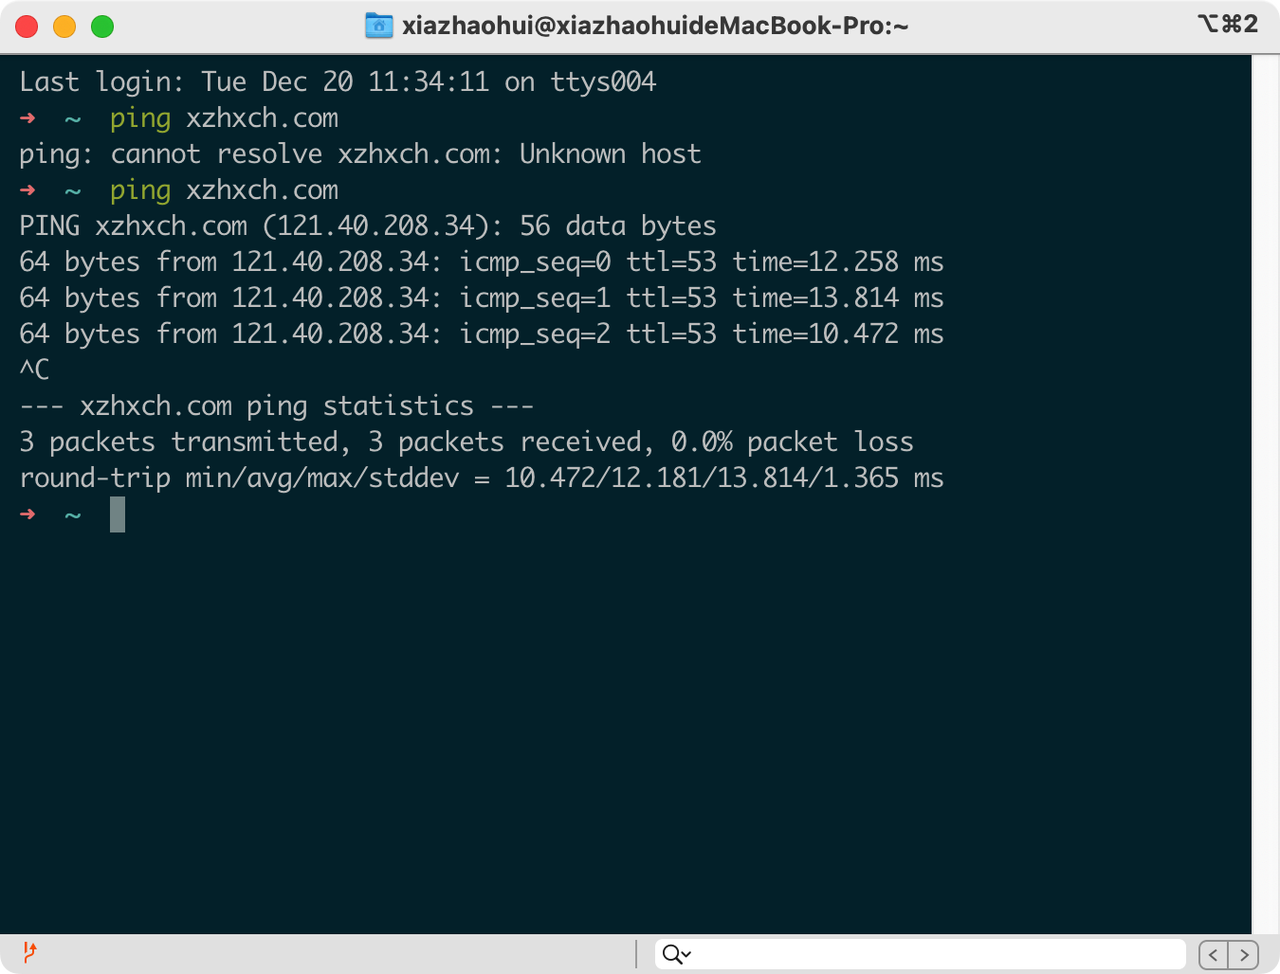 xiazhaohui@xiazhaohuideMacBook-Pro:~ ⌥⌘2
Last login: Tue Dec 20 11:34:11 on ttys004
➜ ~ ping xzhxch.com
ping: cannot resolve xzhxch.com: Unknown host
➜ ~ ping xzhxch.com
PING xzhxch.com (121.40.208.34): 56 data bytes
64 bytes from 121.40.208.34: icmp_seq=0 ttl=53 time=12.258 ms
64 bytes from 121.40.208.34: icmp_seq=1 ttl=53 time=13.814 ms
64 bytes from 121.40.208.34: icmp_seq=2 ttl=53 time=10.472 ms
^C
--- xzhxch.com ping statistics ---
3 packets transmitted, 3 packets received, 0.0% packet loss
round-trip min/avg/max/stddev = 10.472/12.181/13.814/1.365 ms
➜ ~